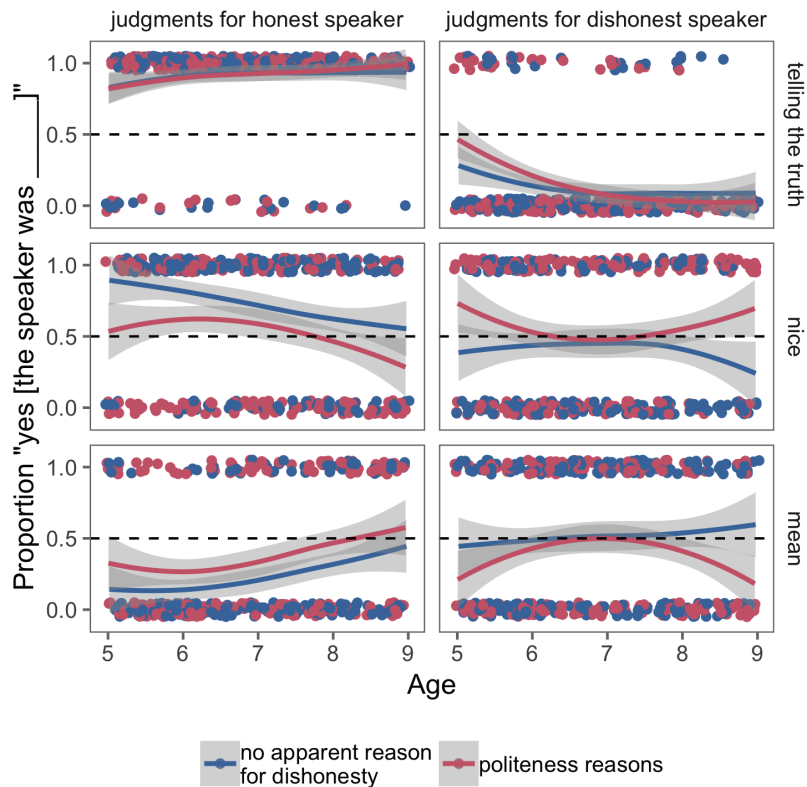 judgments for honest speaker
judgments for dishonest speaker
Proportion "yes [the speaker was ______]"
1.0
0.5
0.0
telling the truth
1.0
0.5
0.0
nice
1.0
0.5
0.0
mean
5 6 7 8 9
5 6 7 8 9
Age
no apparent reason
for dishonesty
politeness reasons